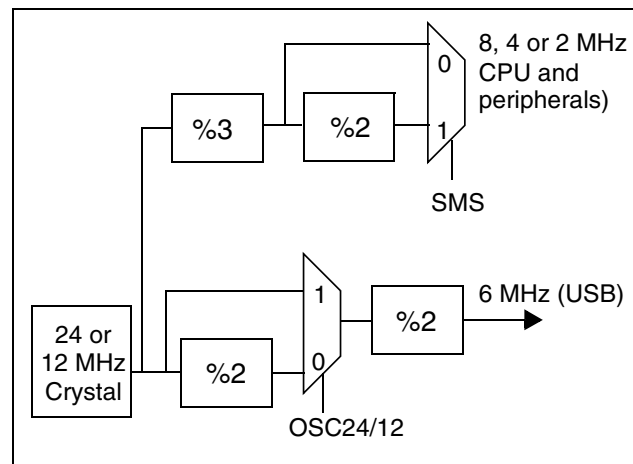 8, 4 or 2 MHz
CPU and
peripherals)
0
1
%3
%2
SMS
6 MHz (USB)
1
0
%2
%2
24 or
12 MHz
Crystal
OSC24/12